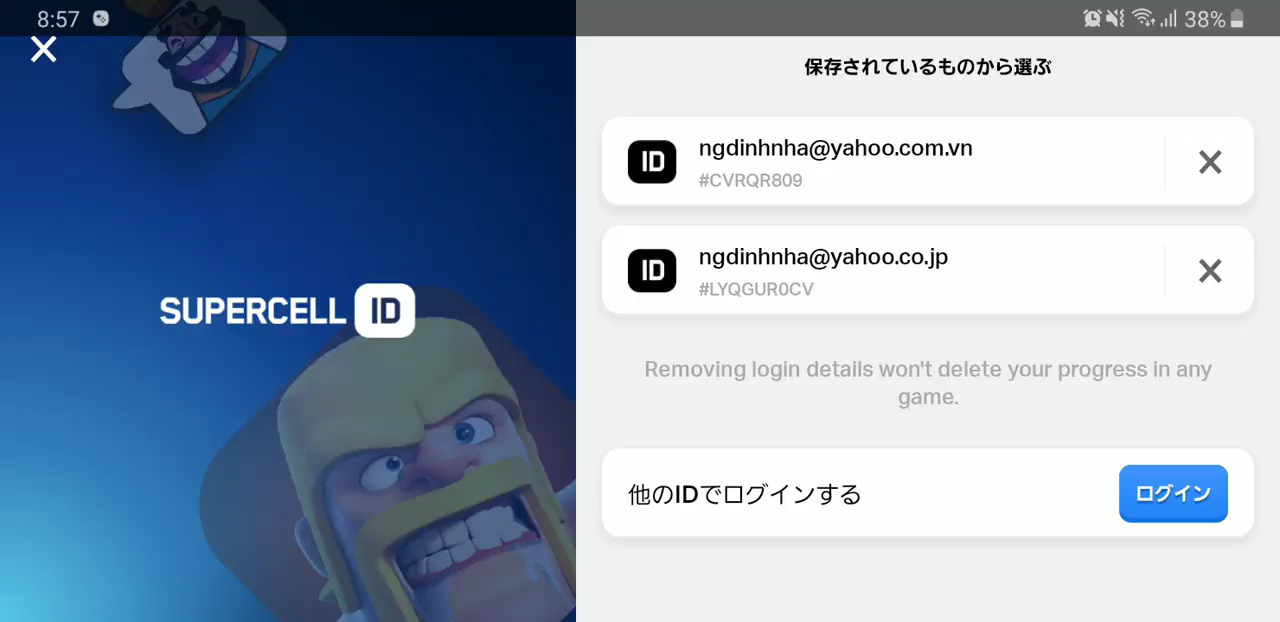 8:57
38%
SUPERCELL ID
保存されているものから選ぶ
ID
ngdinhnha@yahoo.com.vn
#CVRQR809
ID
ngdinhnha@yahoo.co.jp
#LYQGUR0CV
Removing login details won't delete your progress in any
game.
他のIDでログインする
ログイン